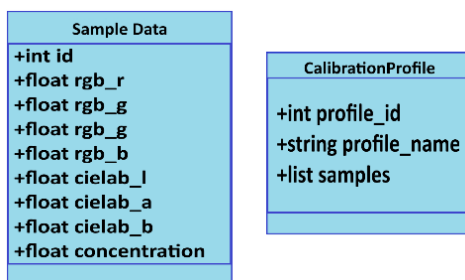 Sample Data
+int id
+float rgb_r
+float rgb_g
+float rgb_g
+float rgb_b
+float cielab_l
+float cielab_a
+float cielab_b
+float concentration
CalibrationProfile
+int profile_id
+string profile_name
+list samples